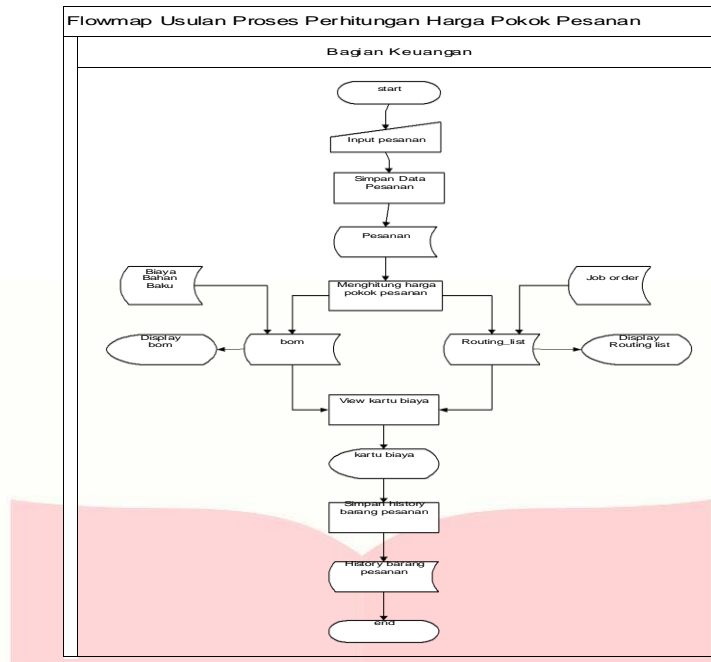 Flowmap Usulan Proses Perhitungan Harga Pokok Pesanan
Bagian Keuangan
start
Input pesanan
Simpan Data
Pesanan
Pesanan
Biaya
Bahan
Baku
Menghitung harga
pokok pesanan
Job order
Display
bom
bom
Routing_list
Display
Routing list
View kartu biaya
kartu biaya
Simpan history
barang pesanan
History barang
pesanan
end